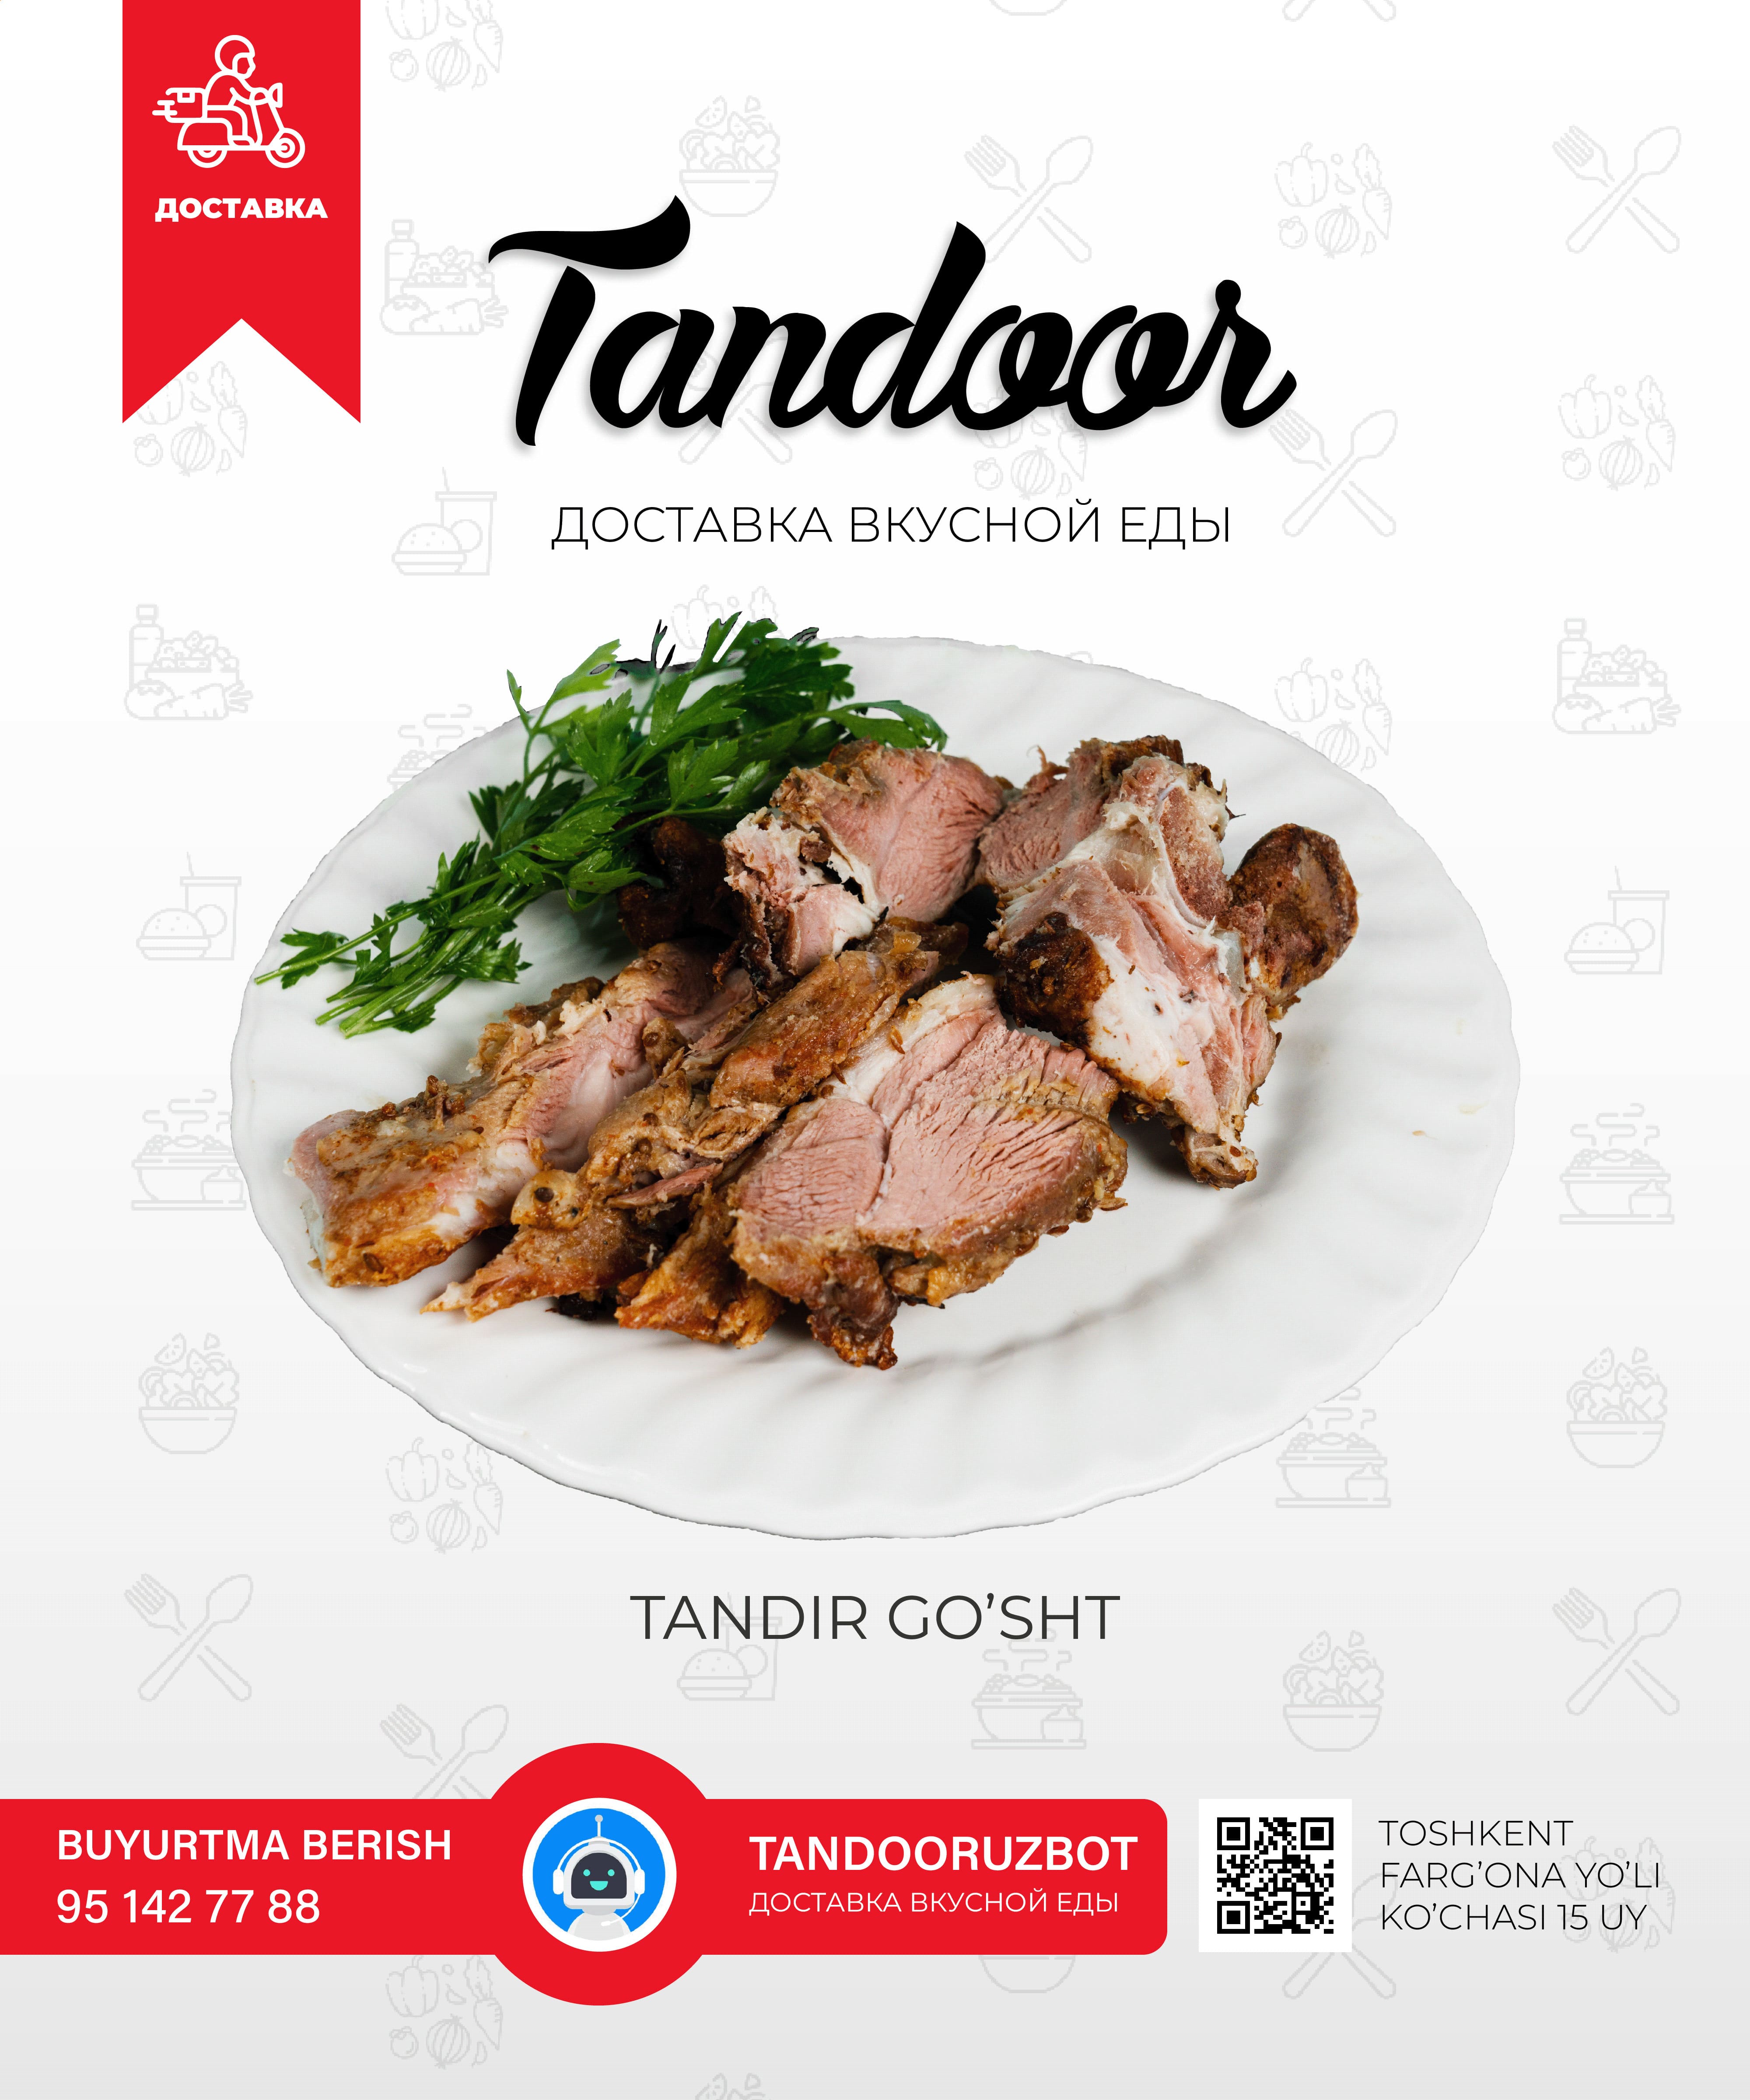 ДОСТАВКА
Tandoor
ДОСТАВКА ВКУСНОЙ ЕДЫ
TANDIR GO’SHT
BUYURTMA BERISH
95 142 77 88
TANDOORUZBOT
ДОСТАВКА ВКУСНОЙ ЕДЫ
TOSHKENT
FARG’ONA YO’LI
KO’CHASI 15 UY